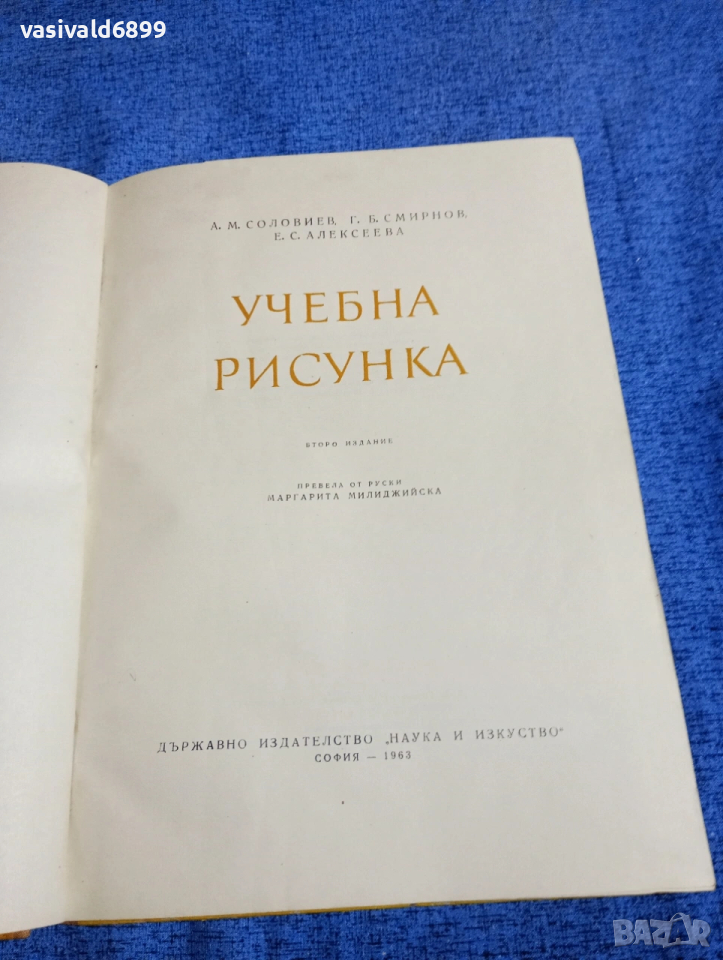 vasivald6899
А. М. СОЛОВИЕВ, Г. Б. СМИРНОВ,
Е. С. АЛЕКСЕЕВА
УЧЕБНА
РИСУНКА
ВТОРО ИЗДАНИЕ
ПРЕВЕЛА ОТ РУСКИ
МАРГАРИТА МИЛИДЖИЙСКА
ДЪРЖАВНО ИЗДАТЕЛСТВО „НАУКА И ИЗКУСТВО“
СОФИЯ — 1963
BAZAR